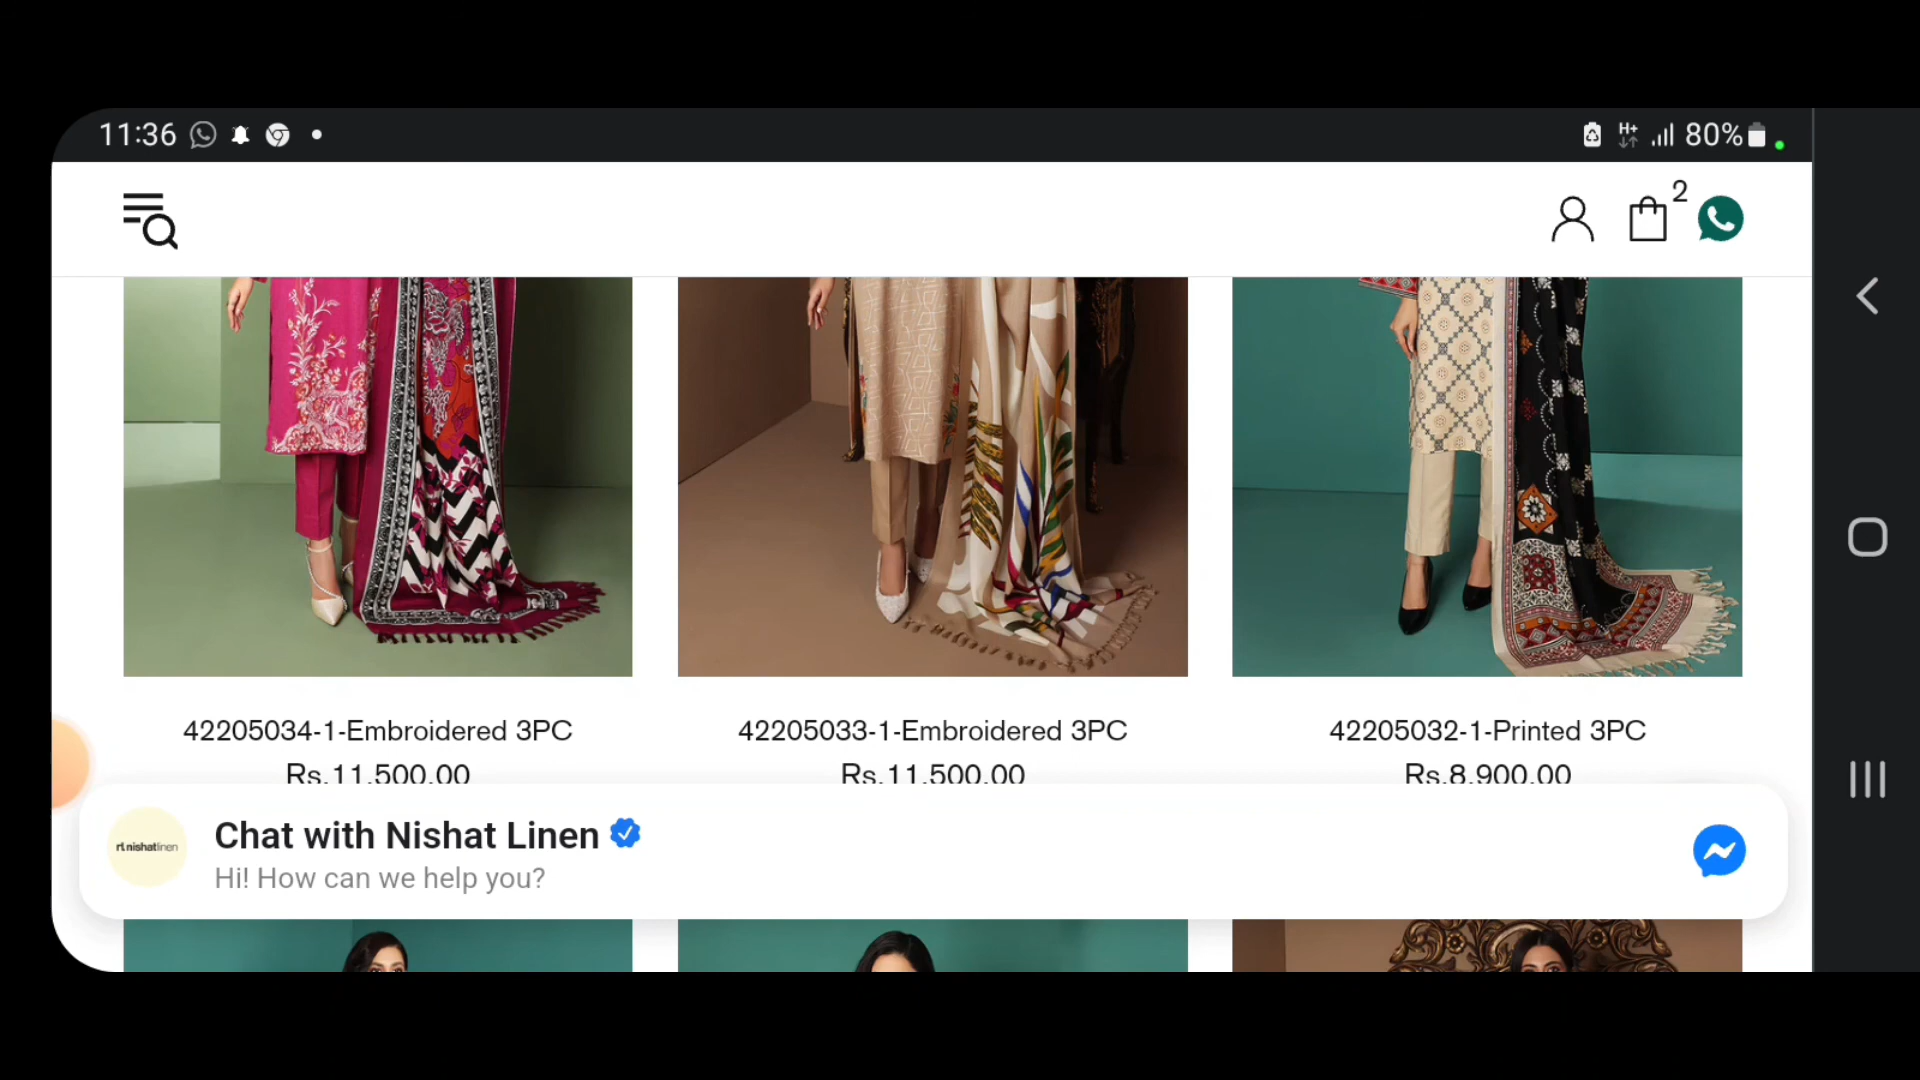 11:36
H+
80%
2
42205034-1-Embroidered 3PC
Rs.11,500.00
42205033-1-Embroidered 3PC
Rs.11,500.00
42205032-1-Printed 3PC
Rs.8,900.00
nishatlinen
Chat with Nishat Linen
Hi! How can we help you?